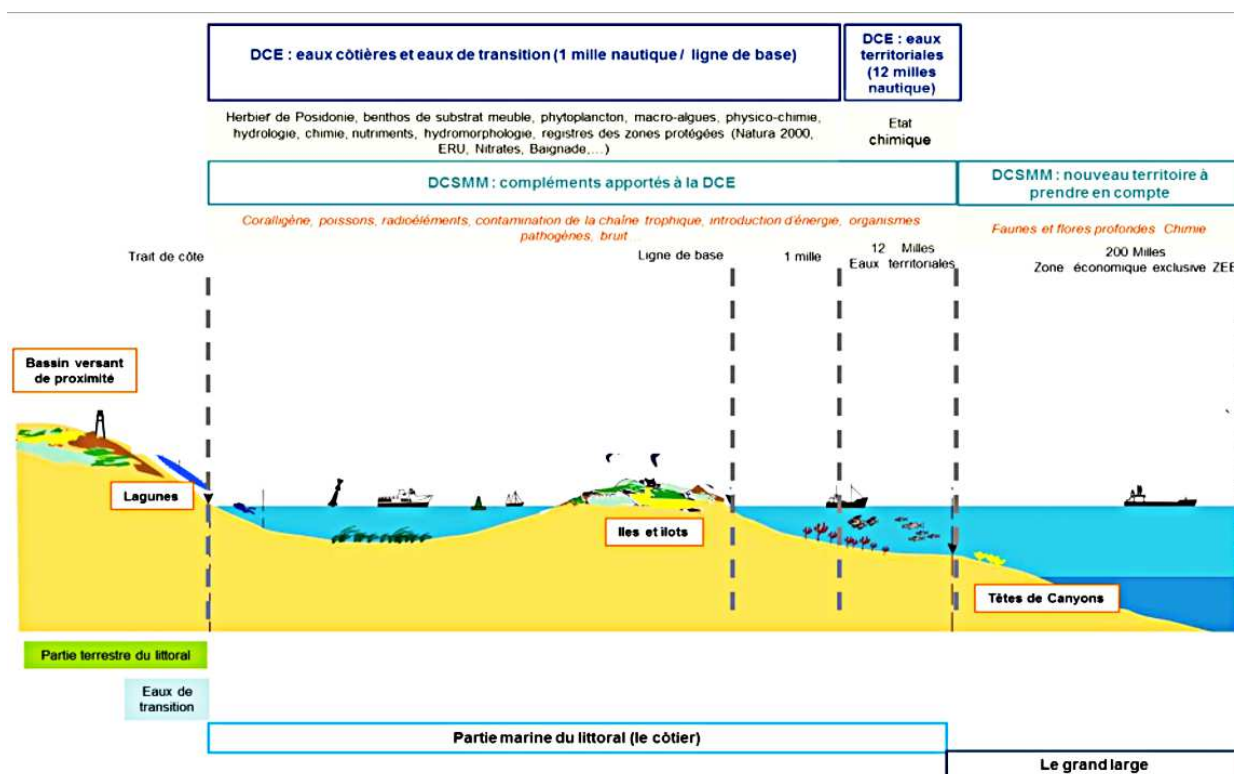 DCE : eaux côtières et eaux de transition (1 mille nautique / ligne de base)
DCE : eaux
territoriales
(12 milles
nautique)
Herbier de Posidonie, benthos de substrat meuble, phytoplancton, macro-algues, physico-chimie,
hydrologie, chimie, nutriments, hydromorphologie, registres des zones protégées (Natura 2000,
ERU, Nitrates, Baignade,...)
Etat
chimique
DCSMM : compléments apportés à la DCE
DCSMM : nouveau territoire à
prendre en compte
Coralligène, poissons, radioéléments, contamination de la chaîne trophique, introduction d'énergie, organismes
pathogènes, bruit...
Faunes et flores profondes Chimie
Trait de côte
Ligne de base
1 mille
12 Milles
Eaux territoriales
200 Milles
Zone économique exclusive ZEE
Bassin versant
de proximité
Lagunes
Iles et ilots
Têtes de Canyons
Partie terrestre du littoral
Eaux de
transition
Partie marine du littoral (le côtier)
Le grand large